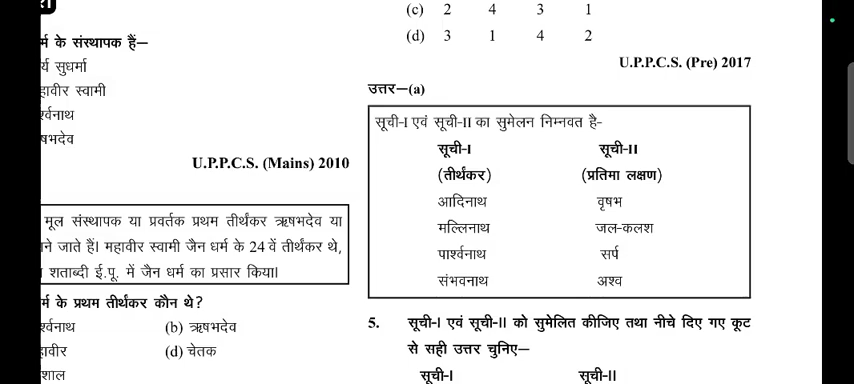 र्म के संस्थापक हैं—
र्य सुधर्मा
हावीर स्वामी
र्श्वनाथ
षभदेव
U.P.P.C.S. (Mains) 2010
मूल संस्थापक या प्रवर्तक प्रथम तीर्थंकर ऋषभदेव या
ने जाते हैं। महावीर स्वामी जैन धर्म के 24 वें तीर्थंकर थे,
शताब्दी ई.पू. में जैन धर्म का प्रसार किया।
र्म के प्रथम तीर्थंकर कौन थे?
र्श्वनाथ (b) ऋषभदेव
हावीर (d) चेतक
शाल
(c) 2 4 3 1
(d) 3 1 4 2
U.P.P.C.S. (Pre) 2017
उत्तर—(a)
सूची-I एवं सूची-II का सुमेलन निम्नवत है-
सूची-I सूची-II
(तीर्थंकर) (प्रतिमा लक्षण)
आदिनाथ वृषभ
मल्लिनाथ जल-कलश
पार्श्वनाथ सर्प
संभवनाथ अश्व
5. सूची-I एवं सूची-II को सुमेलित कीजिए तथा नीचे दिए गए कूट
से सही उत्तर चुनिए—
सूची-I सूची-II